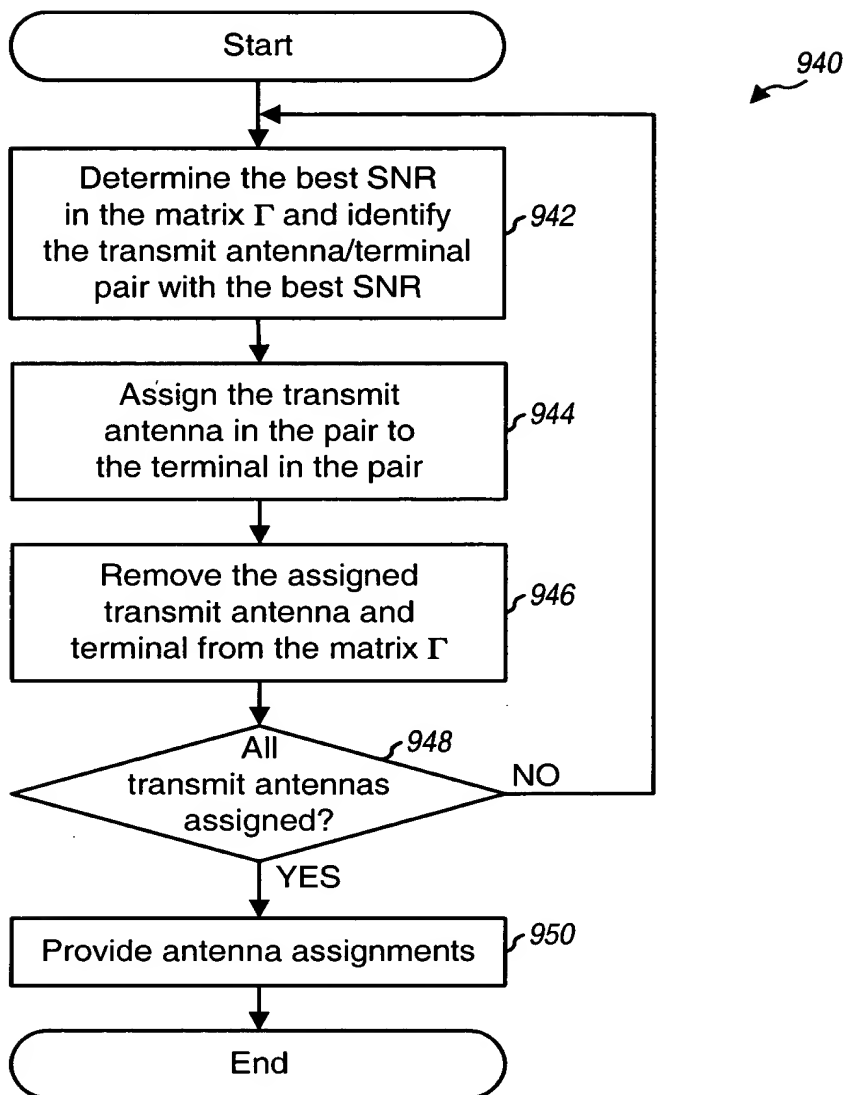 Start
940
Determine the best SNR
in the matrix Γ and identify
the transmit antenna/terminal
pair with the best SNR
942
Assign the transmit
antenna in the pair to
the terminal in the pair
944
Remove the assigned
transmit antenna and
terminal from the matrix Γ
946
948
All
transmit antennas
assigned?
NO
YES
Provide antenna assignments
950
End